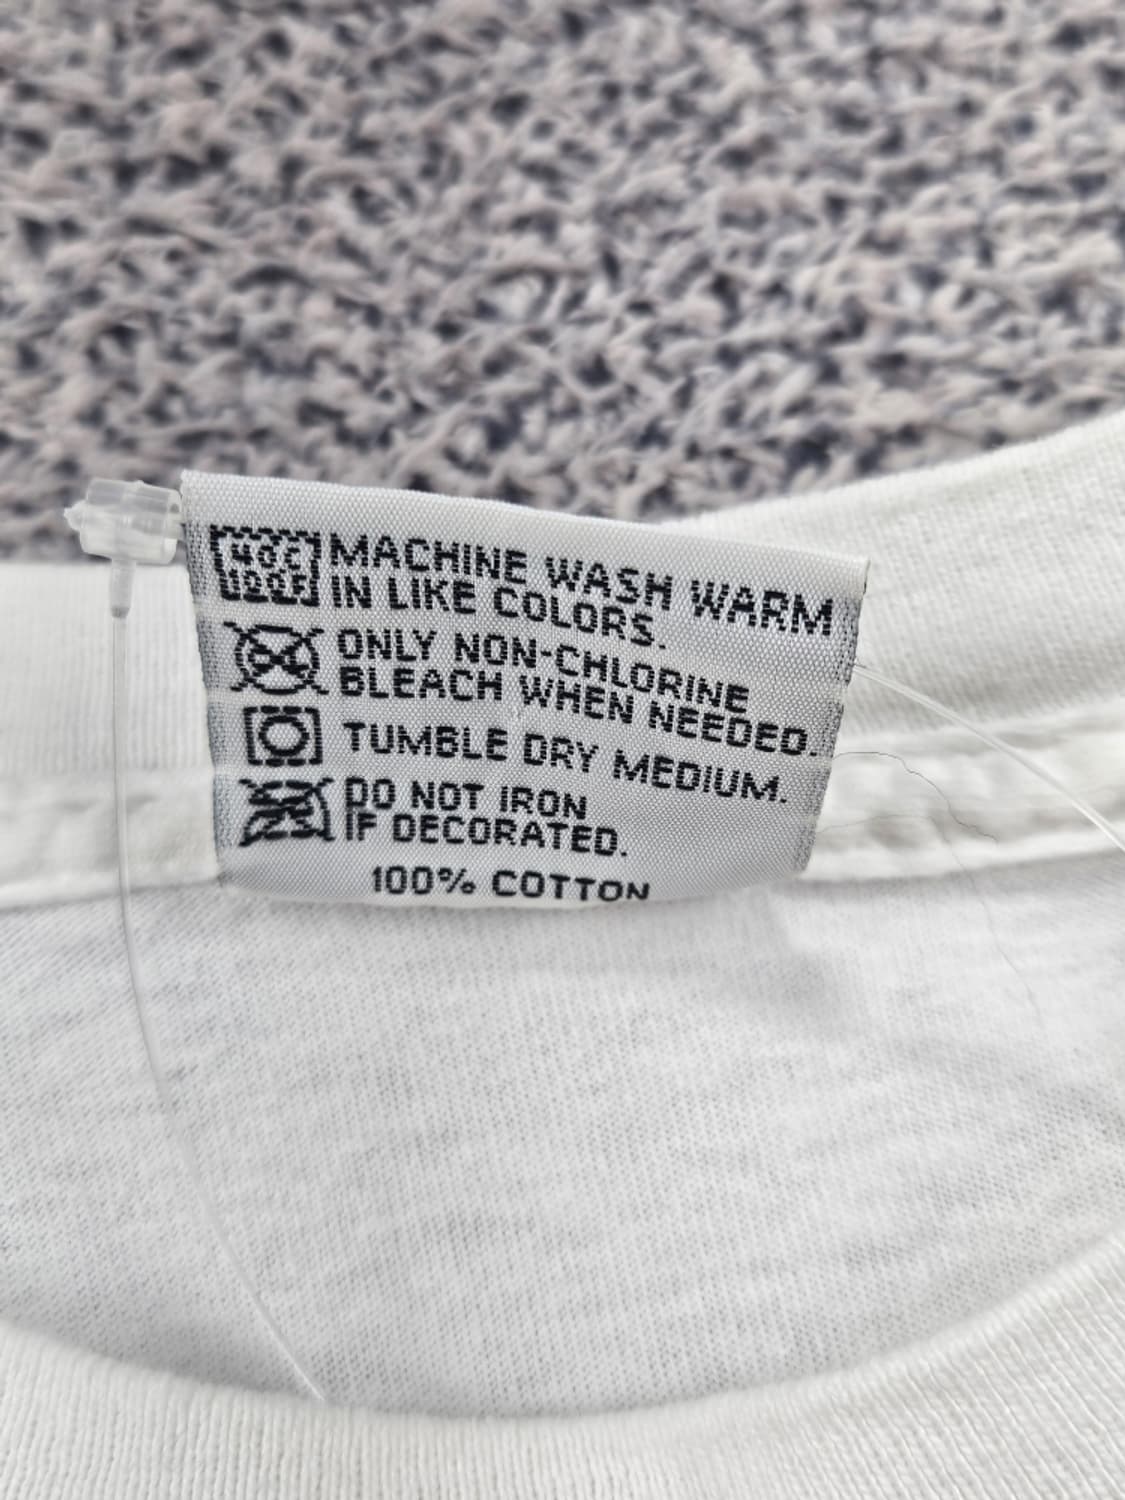 40°C
100°F
MACHINE WASH WARM
IN LIKE COLORS.
ONLY NON-CHLORINE
BLEACH WHEN NEEDED.
TUMBLE DRY MEDIUM.
DO NOT IRON
IF DECORATED.
100% COTTON